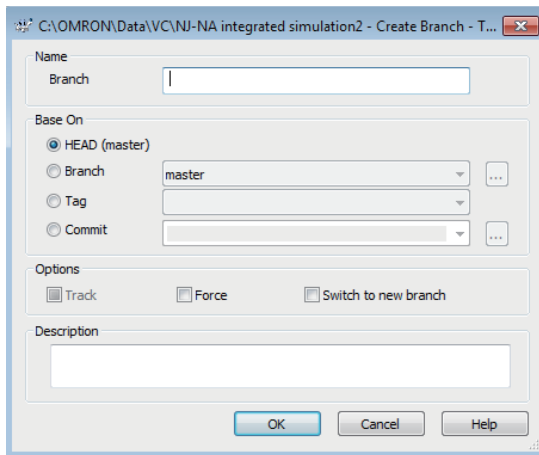 C:\OMRON\Data\VC\NJ-NA integrated simulation2 - Create Branch - T...
Name
Branch
Base On
HEAD (master)
Branch master ...
Tag
Commit ...
Options
Track Force Switch to new branch
Description
OK Cancel Help